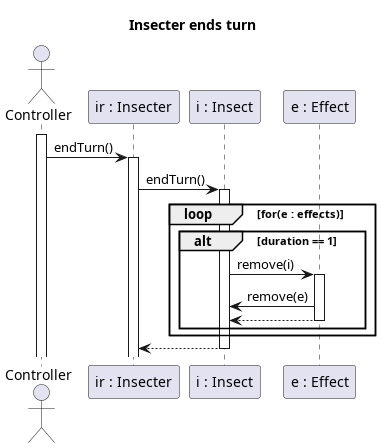 Insecter ends turn
Controller
ir : Insecter
i : Insect
e : Effect
endTurn()
endTurn()
loop [for(e : effects)]
alt [duration == 1]
remove(i)
remove(e)
Controller
ir : Insecter
i : Insect
e : Effect